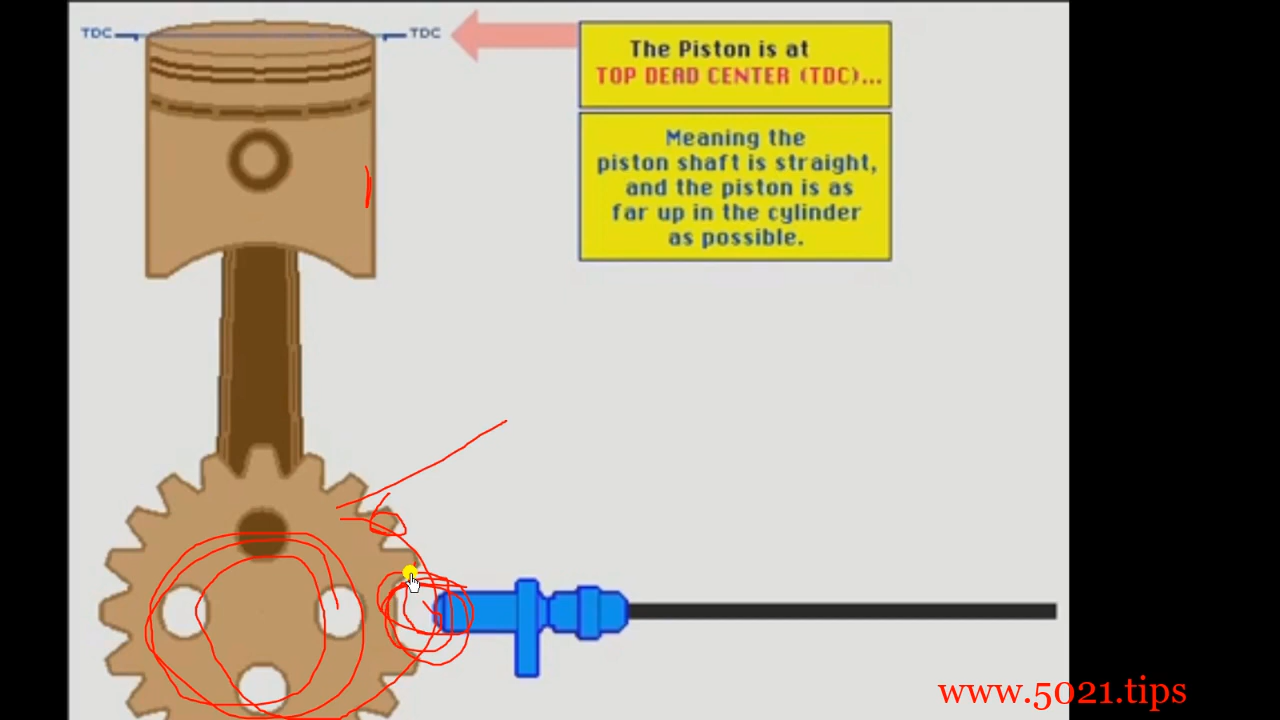 TDC TDC
The Piston is at
TOP DEAD CENTER (TDC)...
Meaning the
piston shaft is straight,
and the piston is as
far up in the cylinder
as possible.
www.5021.tips